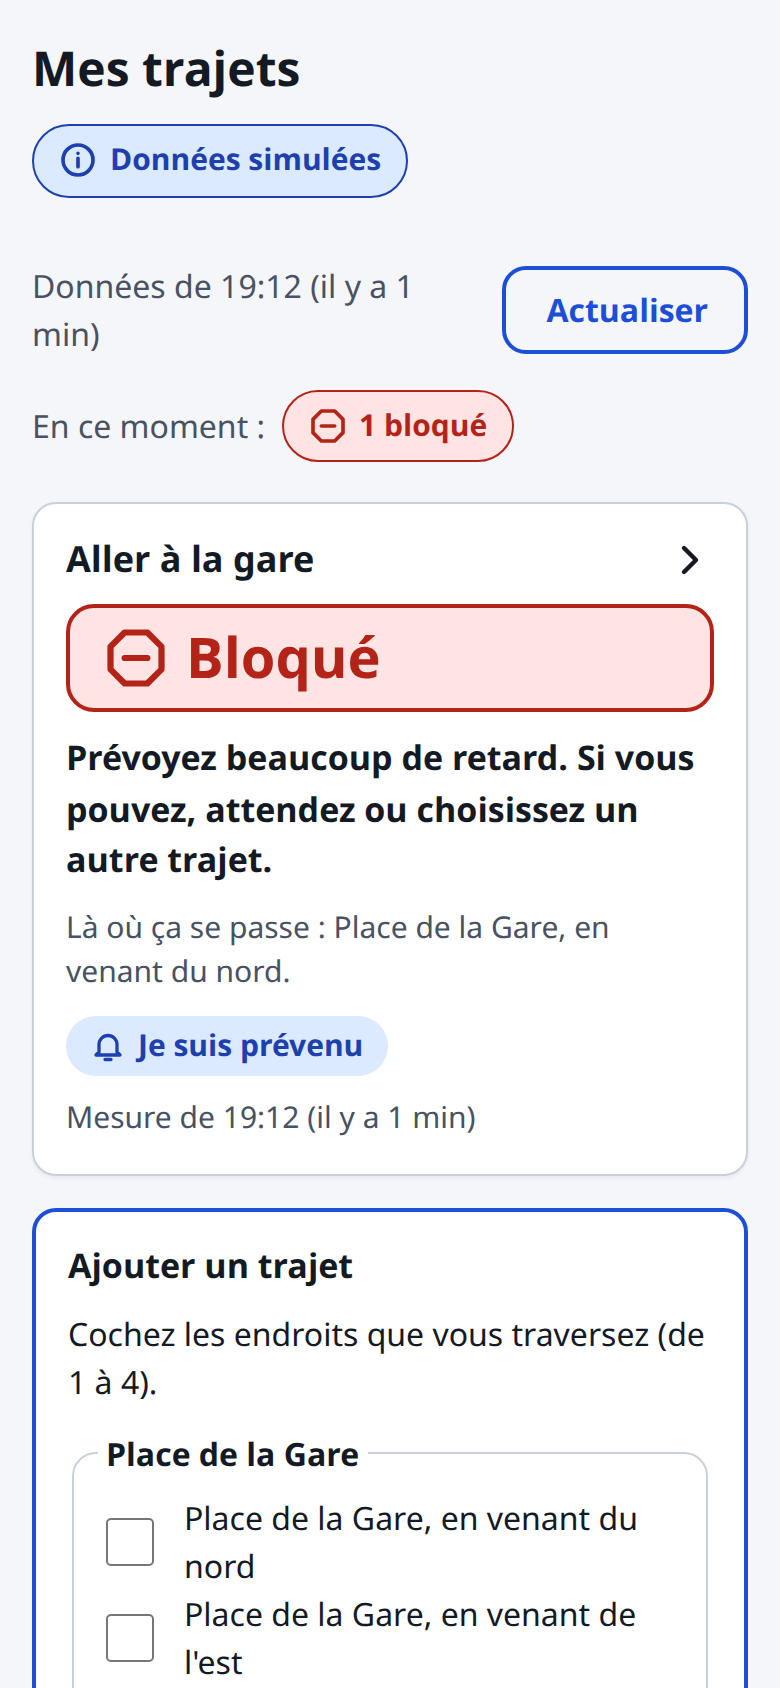 Mes trajets
Données simulées
Données de 19:12 (il y a 1
min)
Actualiser
En ce moment :
1 bloqué
Aller à la gare
Bloqué
Prévoyez beaucoup de retard. Si vous
pouvez, attendez ou choisissez un
autre trajet.
Là où ça se passe : Place de la Gare, en
venant du nord.
Je suis prévenu
Mesure de 19:12 (il y a 1 min)
Ajouter un trajet
Cochez les endroits que vous traversez (de
1 à 4).
Place de la Gare
Place de la Gare, en venant du
nord
Place de la Gare, en venant de
l'est